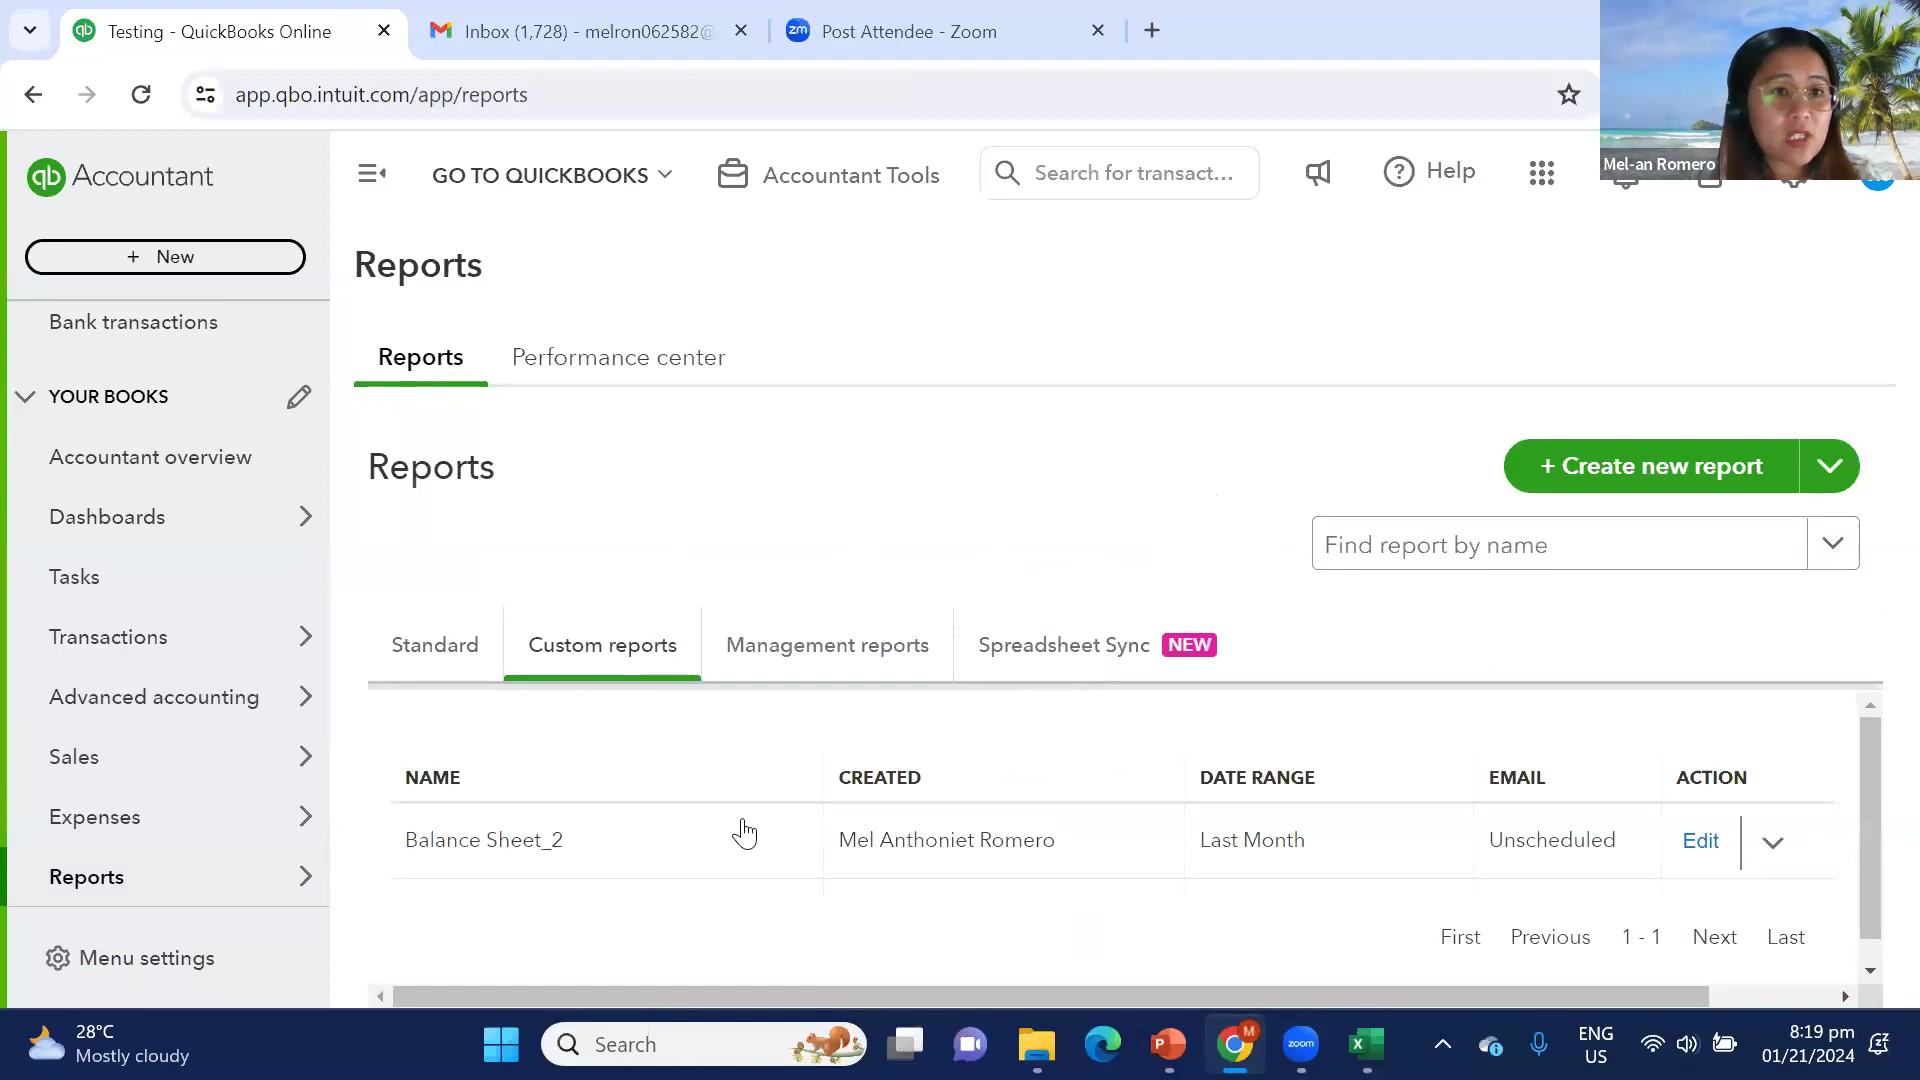 Testing - QuickBooks Online
Inbox (1,728) - melron062582@
zm
Post Attendee - Zoom
app.qbo.intuit.com/app/reports
Mel-an Romero
qb Accountant
GO TO QUICKBOOKS
Accountant Tools
Search for transact...
Help
+ New
Reports
Bank transactions
Reports
Performance center
YOUR BOOKS
Accountant overview
Reports
+ Create new report
Dashboards
Find report by name
Tasks
Transactions
Standard
Custom reports
Management reports
Spreadsheet Sync NEW
Advanced accounting
Sales
NAME
CREATED
DATE RANGE
EMAIL
ACTION
Expenses
Balance Sheet_2
Mel Anthoniet Romero
Last Month
Unscheduled
Edit
Reports
First
Previous
1 - 1
Next
Last
Menu settings
28°C
Mostly cloudy
Search
M
zoom
ENG
US
8:19 pm
01/21/2024